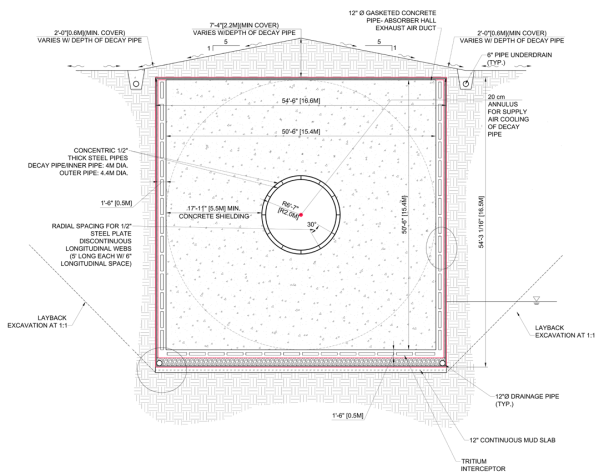 2'-0"[0.6M](MIN COVER)
VARIES W/DEPTH OF DECAY PIPE
7'-4"[2.2M](MIN COVER)
VARIES W/DEPTH OF DECAY PIPE
12" Ø GASKETED CONCRETE
PIPE- ABSORBER HALL
EXHAUST AIR DUCT
2'-0"[0.6M](MIN COVER)
VARIES W/ DEPTH OF DECAY PIPE
5
1
5
1
6" PIPE UNDERDRAIN
(TYP.)
54'-6" [16.6M]
20 cm
ANNULUS
FOR SUPPLY
AIR COOLING
OF DECAY
PIPE
50'-6" [15.4M]
CONCENTRIC 1/2"
THICK STEEL PIPES
DECAY PIPE/INNER PIPE: 4M DIA.
OUTER PIPE: 4.4M DIA.
1'-6" [0.5M]
17'-11" [5.5M] MIN.
CONCRETE SHIELDING
R6'-7"
[R2.0M]
30°
50'-6" [15.4M]
54'-3 1/16" [16.5M]
RADIAL SPACING FOR 1/2"
STEEL PLATE
DISCONTINUOUS
LONGITUDINAL WEBS
(5' LONG EACH W/ 6"
LONGITUDINAL SPACE)
LAYBACK
EXCAVATION AT 1:1
LAYBACK
EXCAVATION AT 1:1
12"Ø DRAINAGE PIPE
(TYP.)
1'-6" [0.5M]
12" CONTINUOUS MUD SLAB
TRITIUM
INTERCEPTOR